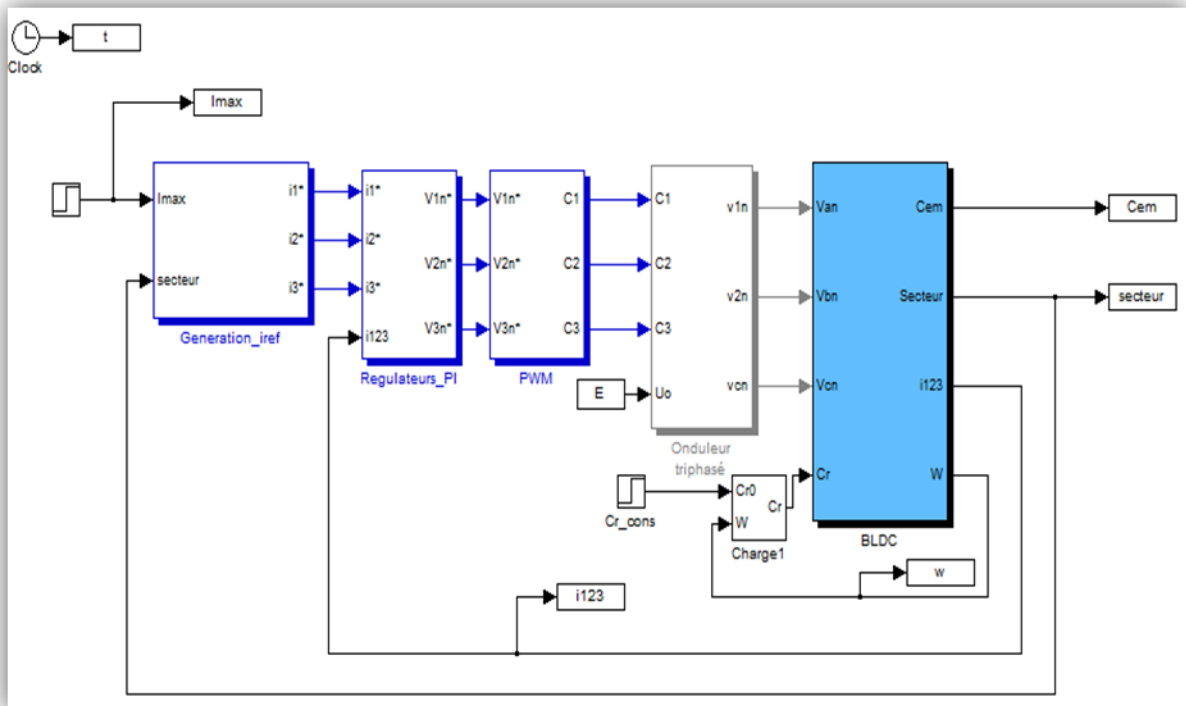 t
Clock
Imax
Imax
secteur
i1*
i2*
i3*
Generation_iref
i1*
i2*
i3*
i123
V1n*
V2n*
V3n*
Regulateurs_PI
V1n*
V2n*
V3n*
C1
C2
C3
PWM
C1
C2
C3
Uo
v1n
v2n
vcn
Onduleur
triphasé
E
Van
Vbn
Vcn
Cr
Cem
Secteur
i123
W
BLDC
Cem
secteur
Cr_cons
Cr0
W
Cr
Charge1
w
i123